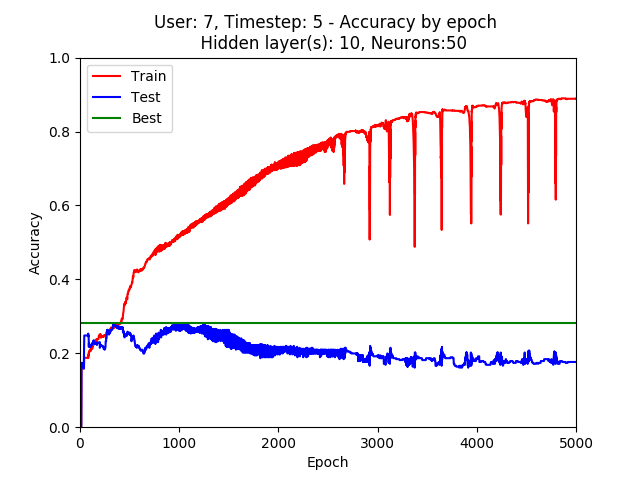 User: 7, Timestep: 5 - Accuracy by epoch
Hidden layer(s): 10, Neurons:50
1.0
0.8
0.6
0.4
0.2
0.0
Accuracy
Train
Test
Best
0 1000 2000 3000 4000 5000
Epoch